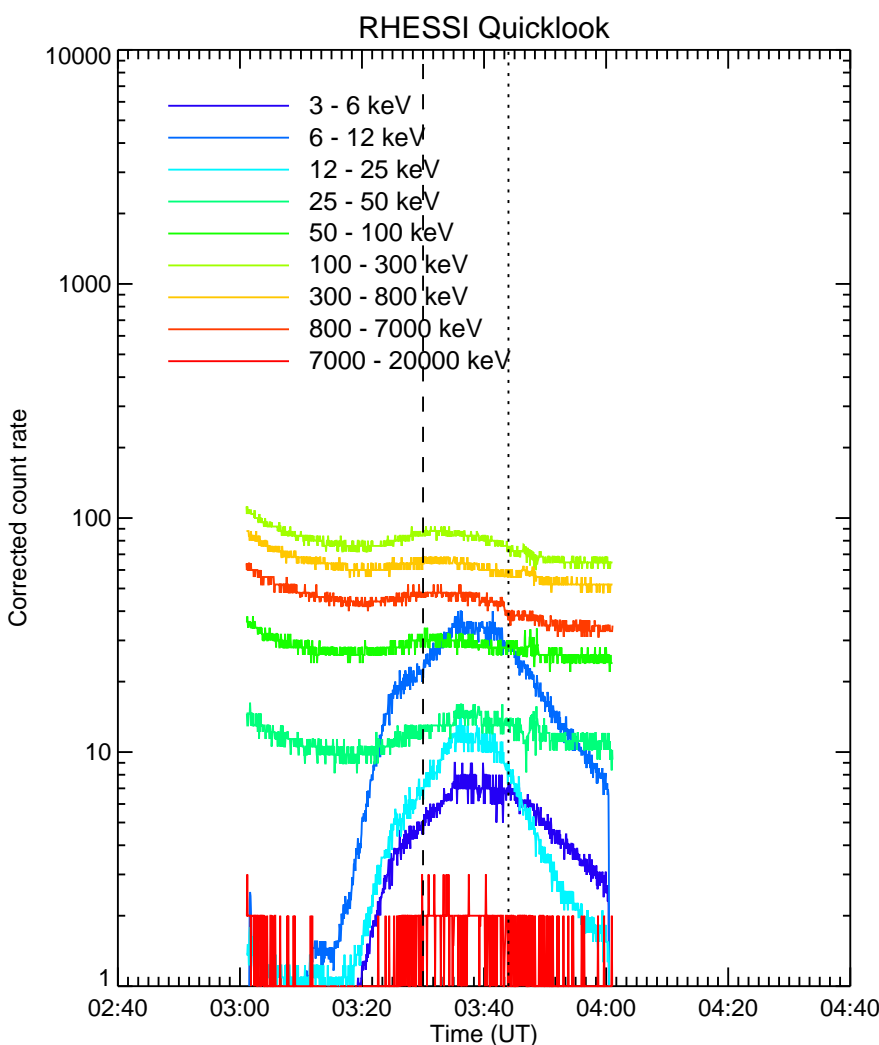 RHESSI Quicklook
10000
1000
100
10
1
Corrected count rate
3 - 6 keV
6 - 12 keV
12 - 25 keV
25 - 50 keV
50 - 100 keV
100 - 300 keV
300 - 800 keV
800 - 7000 keV
7000 - 20000 keV
02:40 03:00 03:20 03:40 04:00 04:20 04:40
Time (UT)